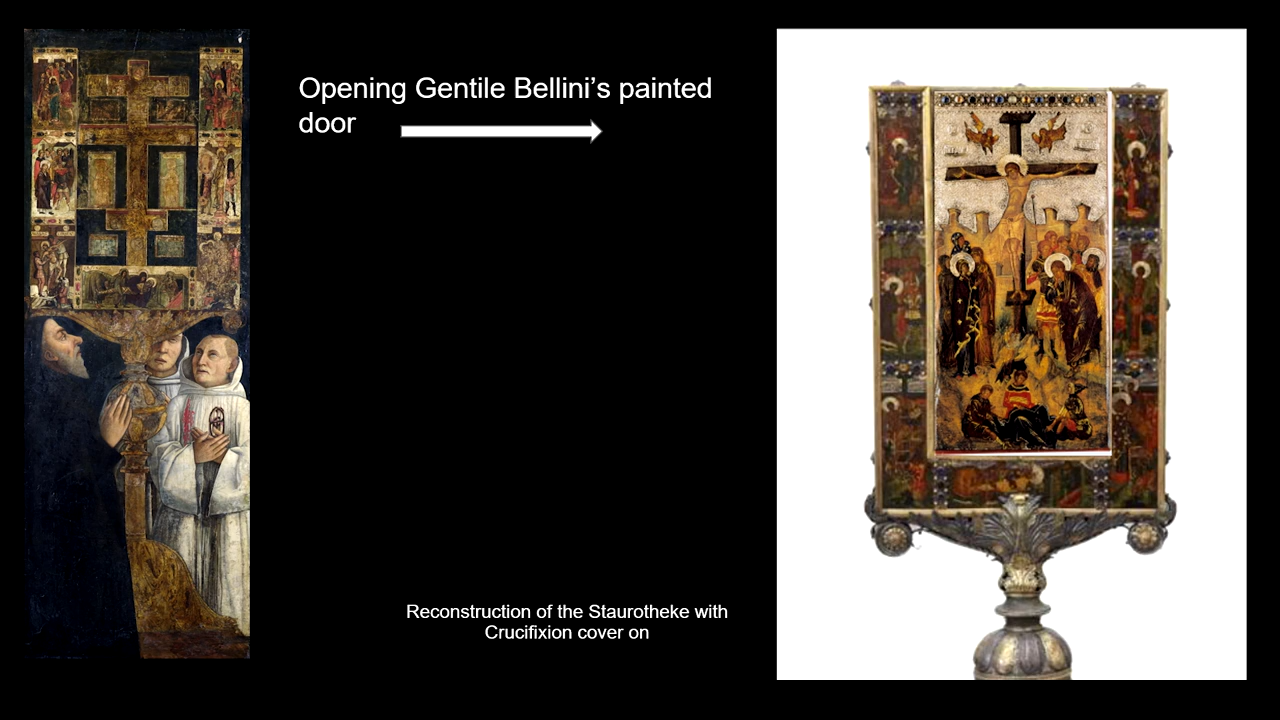 Opening Gentile Bellini’s painted
door
Reconstruction of the Staurotheke with
Crucifixion cover on